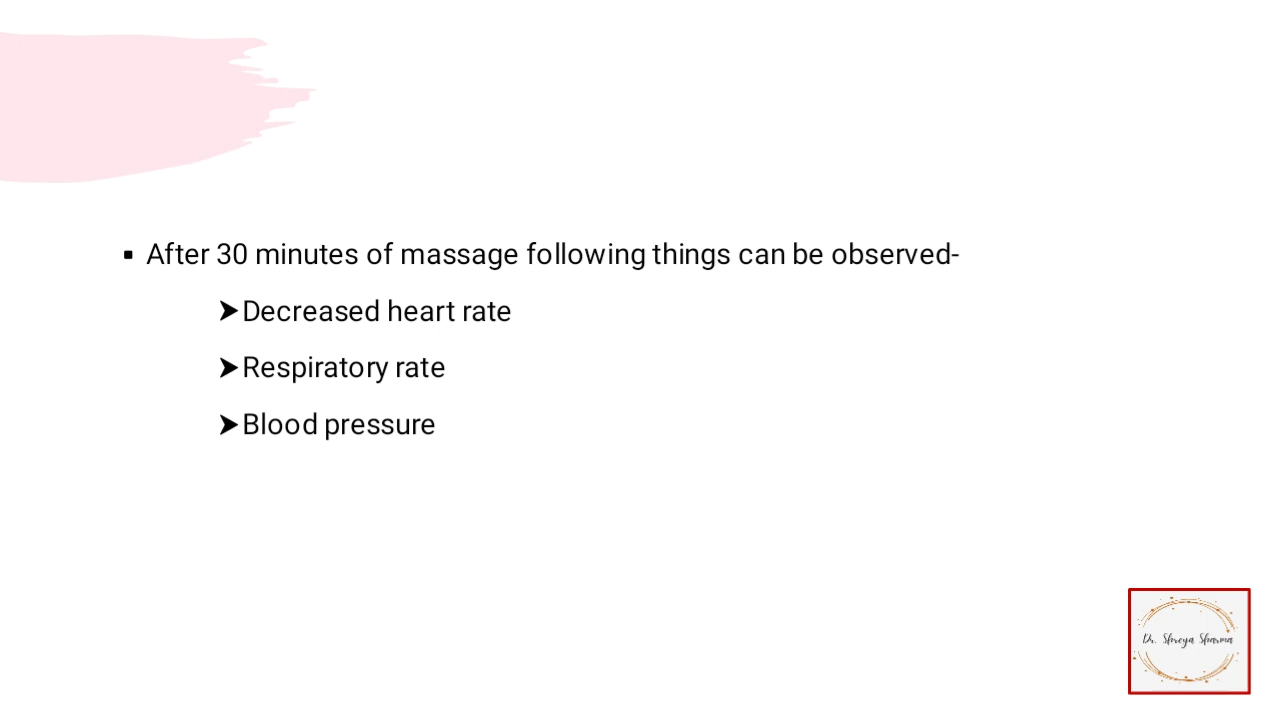 ▪ After 30 minutes of massage following things can be observed-
➤Decreased heart rate
➤Respiratory rate
➤Blood pressure
Dr. Shreya Sharma